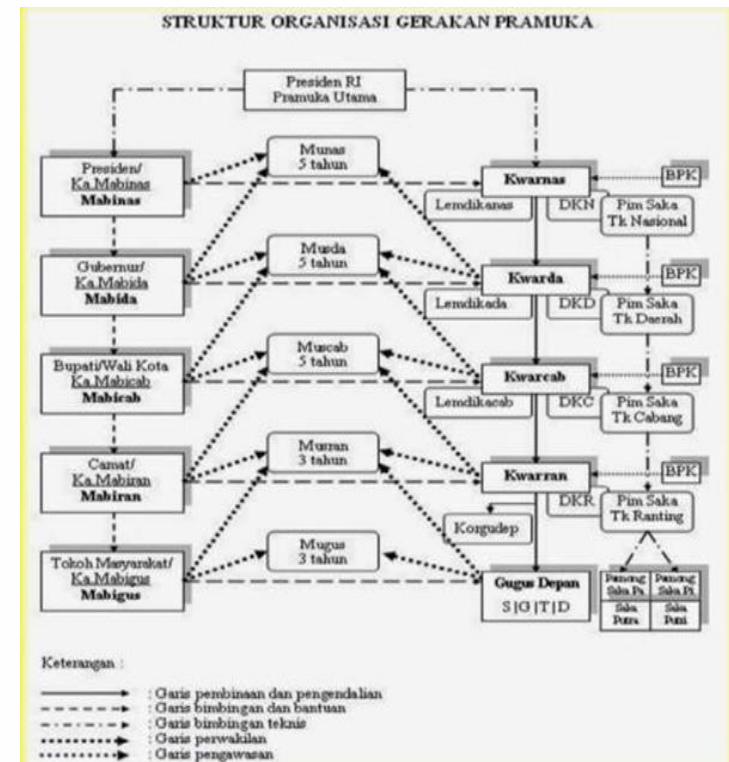 STRUKTUR ORGANISASI GERAKAN PRAMUKA
Presiden RI
Pramuka Utama
Presiden/
Ka.Mabinas
Mabinas
Munas
5 tahun
Kwarnas
BPK
Lemdikanas
DKN
Pim Saka
Tk Nasional
Gubernur/
Ka.Mabida
Mabida
Musda
5 tahun
Kwarda
BPK
Lemdikada
DKD
Pim Saka
Tk Daerah
Bupati/Wali Kota
Ka.Mabicab
Mabicab
Muscab
5 tahun
Kwarcab
BPK
Lemdikacab
DKC
Pim Saka
Tk Cabang
Camat/
Ka.Mabiran
Mabiran
Musran
3 tahun
Kwarran
BPK
DKR
Pim Saka
Tk Ranting
Korgudep
Tokoh Masyarakat/
Ka.Mabigus
Mabigus
Mugus
3 tahun
Gugus Depan
S|G|T|D
Pamong
Saka Pa
Pamong
Saka Pi
Saka
Putra
Saka
Putri
Keterangan :
: Garis pembinaan dan pengendalian
: Garis bimbingan dan bantuan
: Garis bimbingan teknis
: Garis perwakilan
: Garis pengawasan